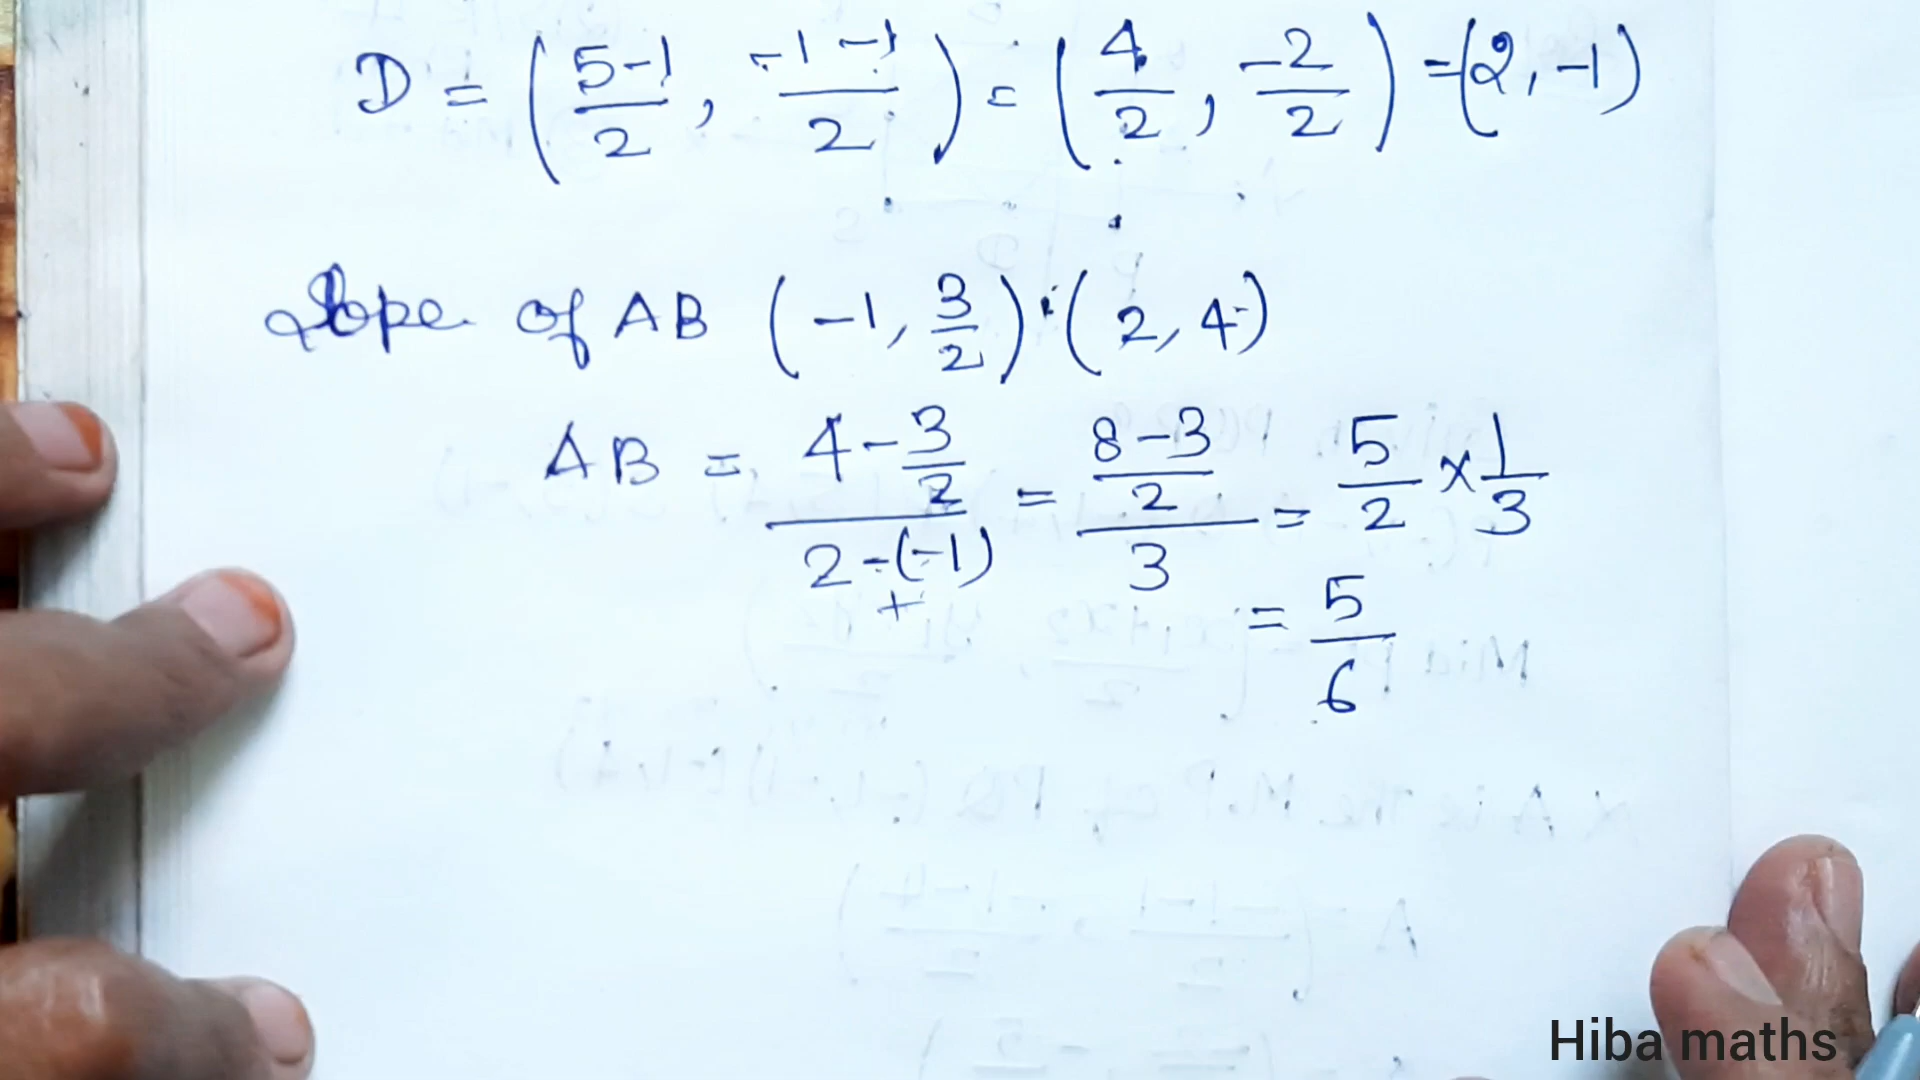 D = ( 5-1/2 , -1-1/2 ) = ( 4/2 , -2/2 ) = (2, -1)
Slope of AB ( -1, 3/2 ) . ( 2, 4 )
AB = (4 - 3/2)/(2-(-1)) = ((8-3)/2)/3 = 5/2 × 1/3
+
= 5/6
Hiba maths